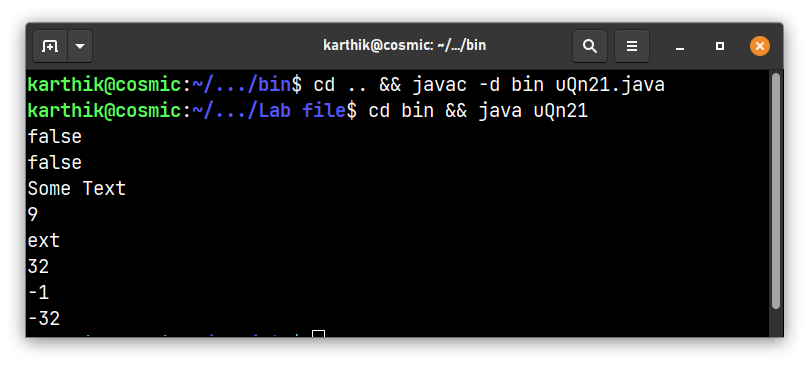 karthik@cosmic: ~/.../bin
karthik@cosmic:~/.../bin$ cd .. && javac -d bin uQn21.java
karthik@cosmic:~/.../Lab file$ cd bin && java uQn21
false
false
Some Text
9
ext
32
-1
-32